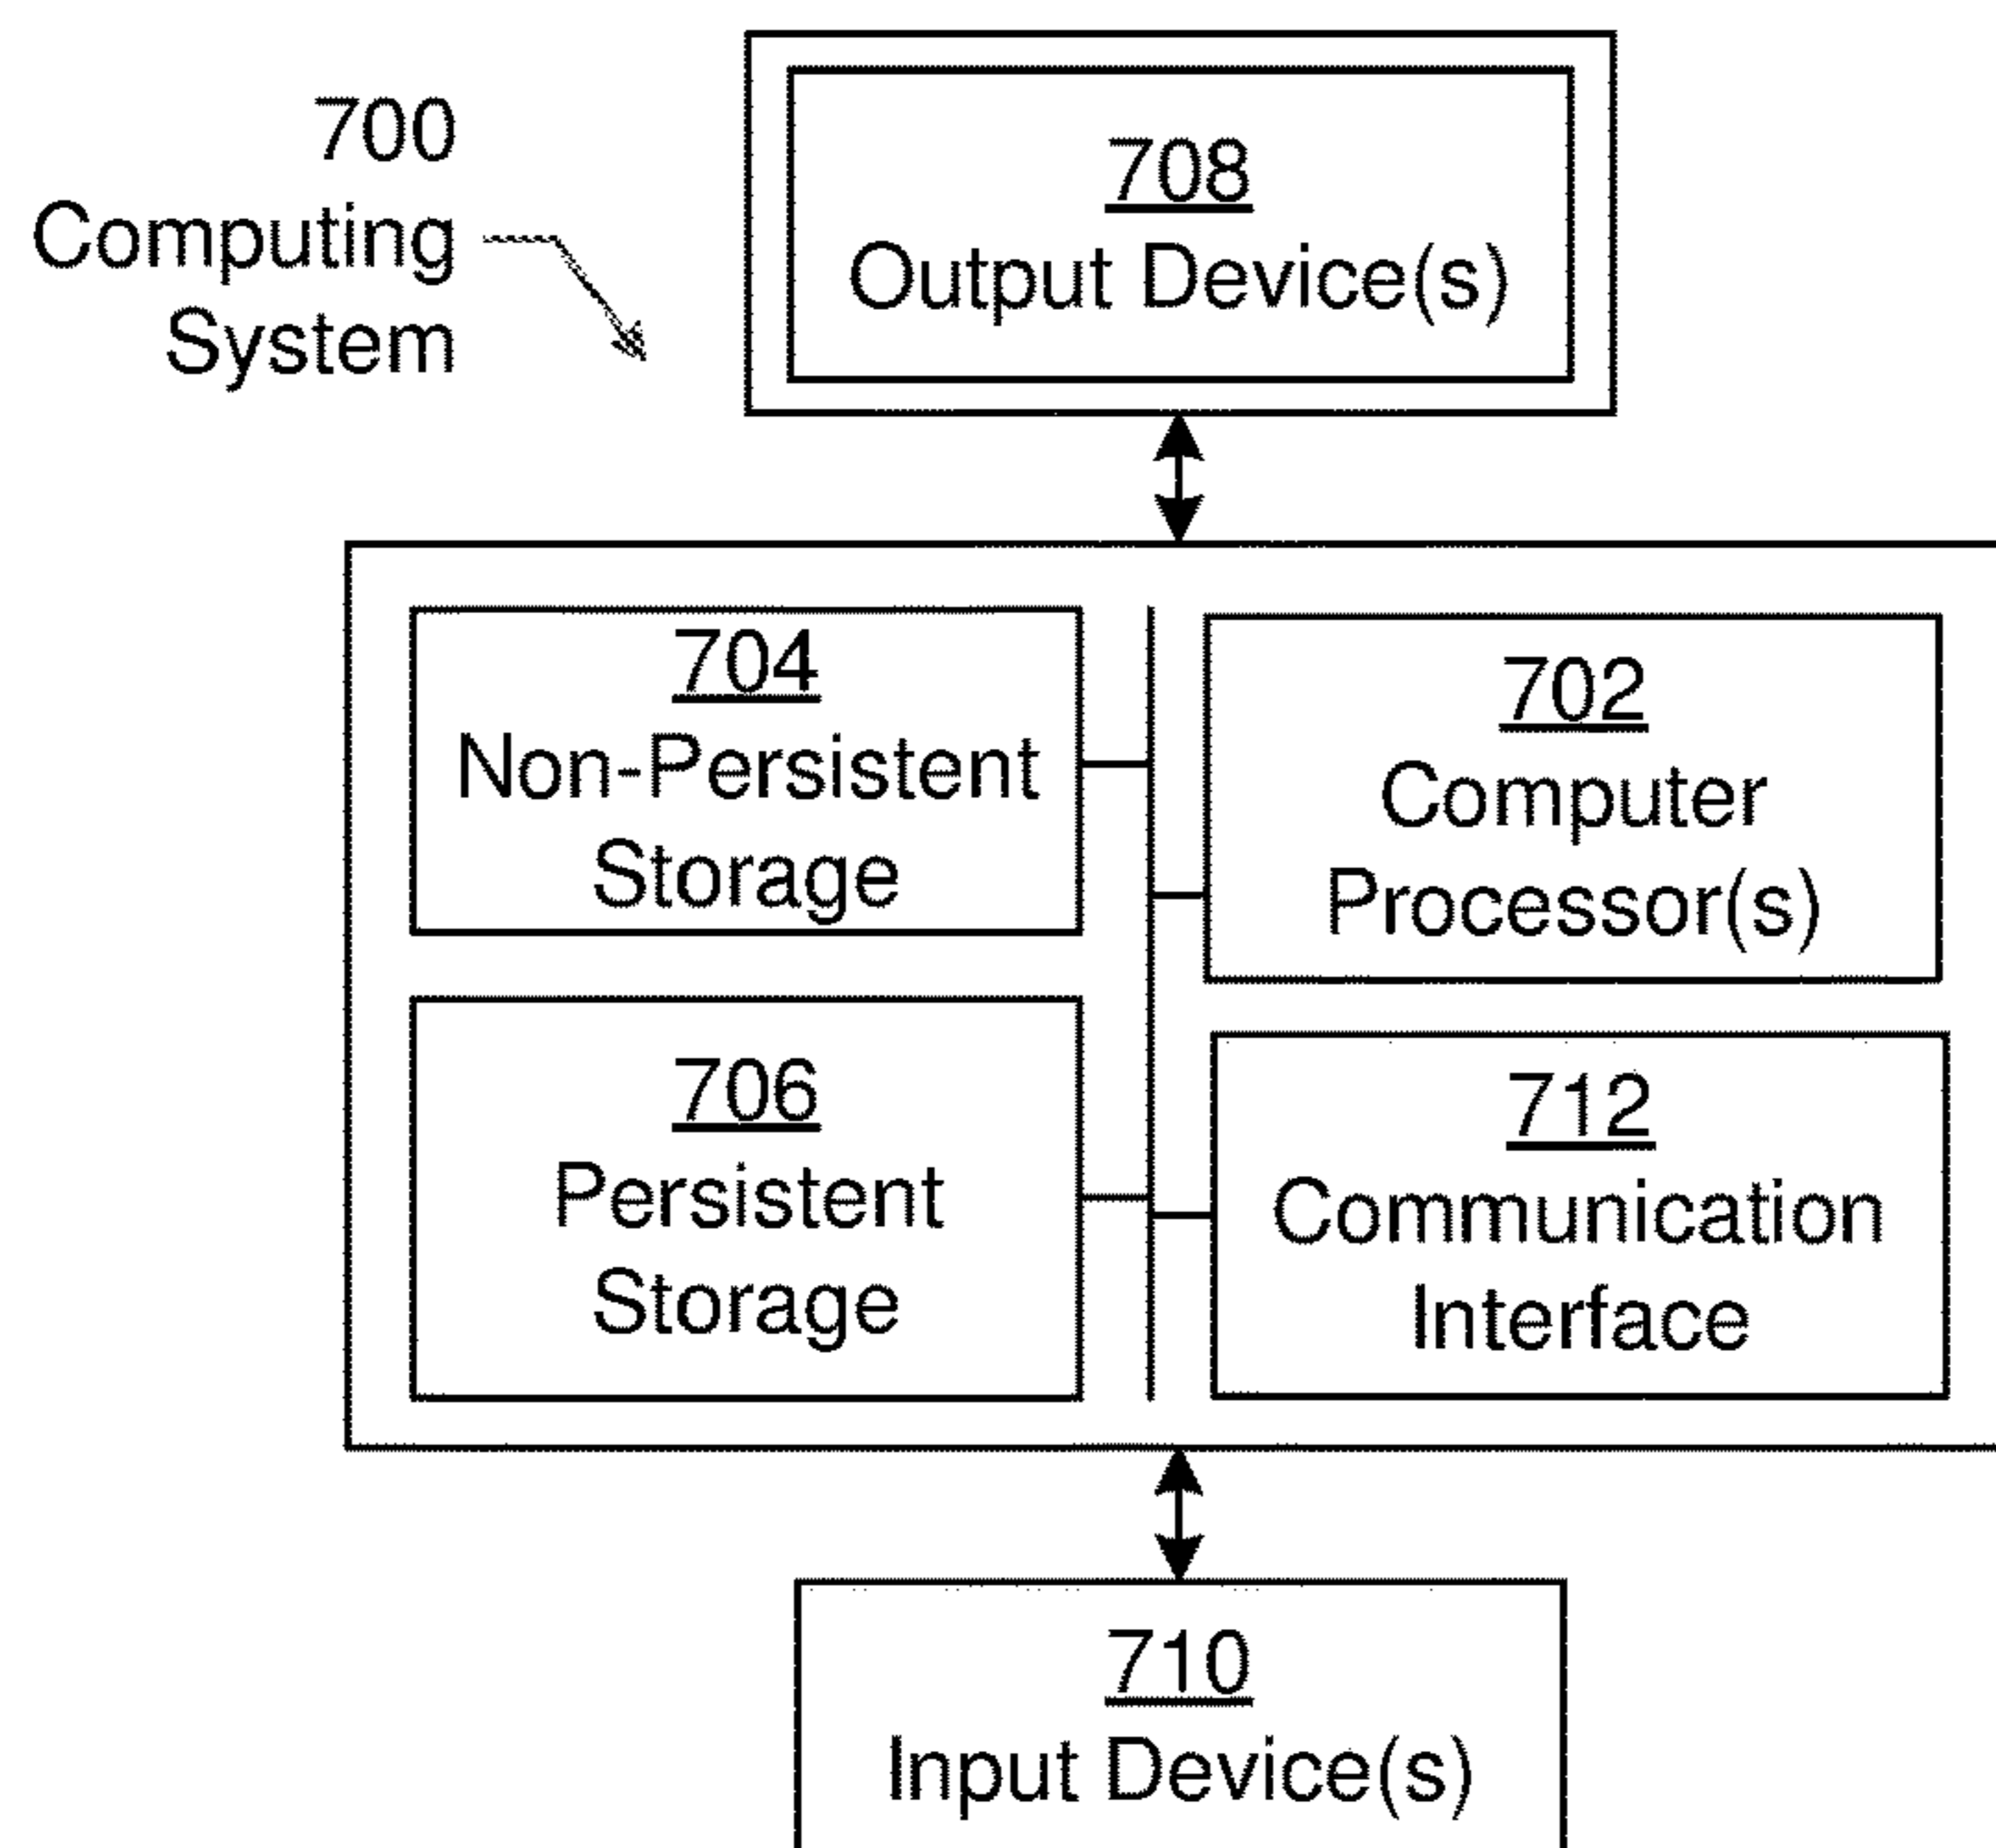 700
Computing
System
708
Output Device(s)
704
Non-Persistent
Storage
702
Computer
Processor(s)
706
Persistent
Storage
712
Communication
Interface
710
Input Device(s)